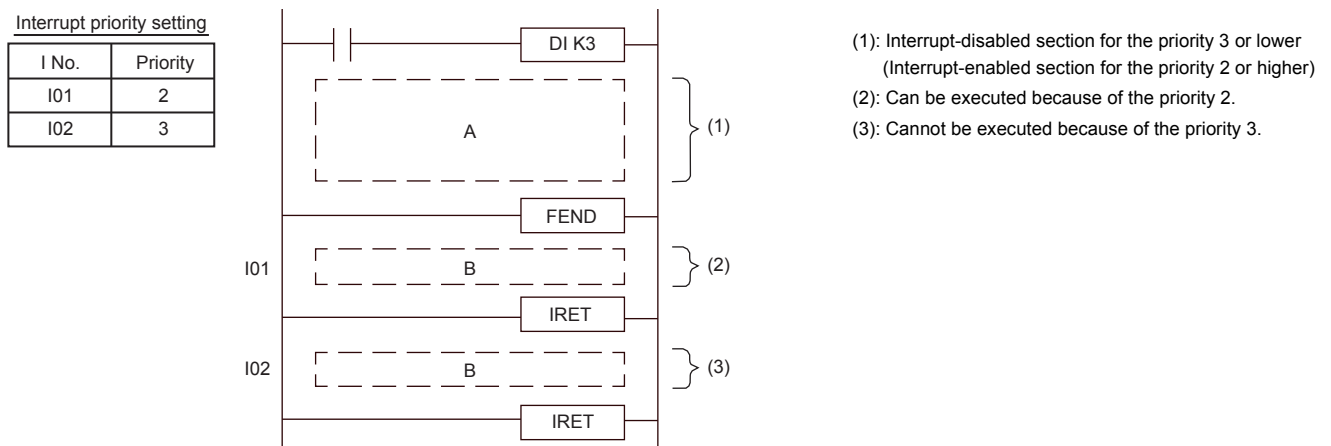 Interrupt priority setting
I No. Priority
I01 2
I02 3
DI K3
A
(1)
FEND
I01
B
(2)
IRET
I02
B
(3)
IRET
(1): Interrupt-disabled section for the priority 3 or lower
(Interrupt-enabled section for the priority 2 or higher)
(2): Can be executed because of the priority 2.
(3): Cannot be executed because of the priority 3.